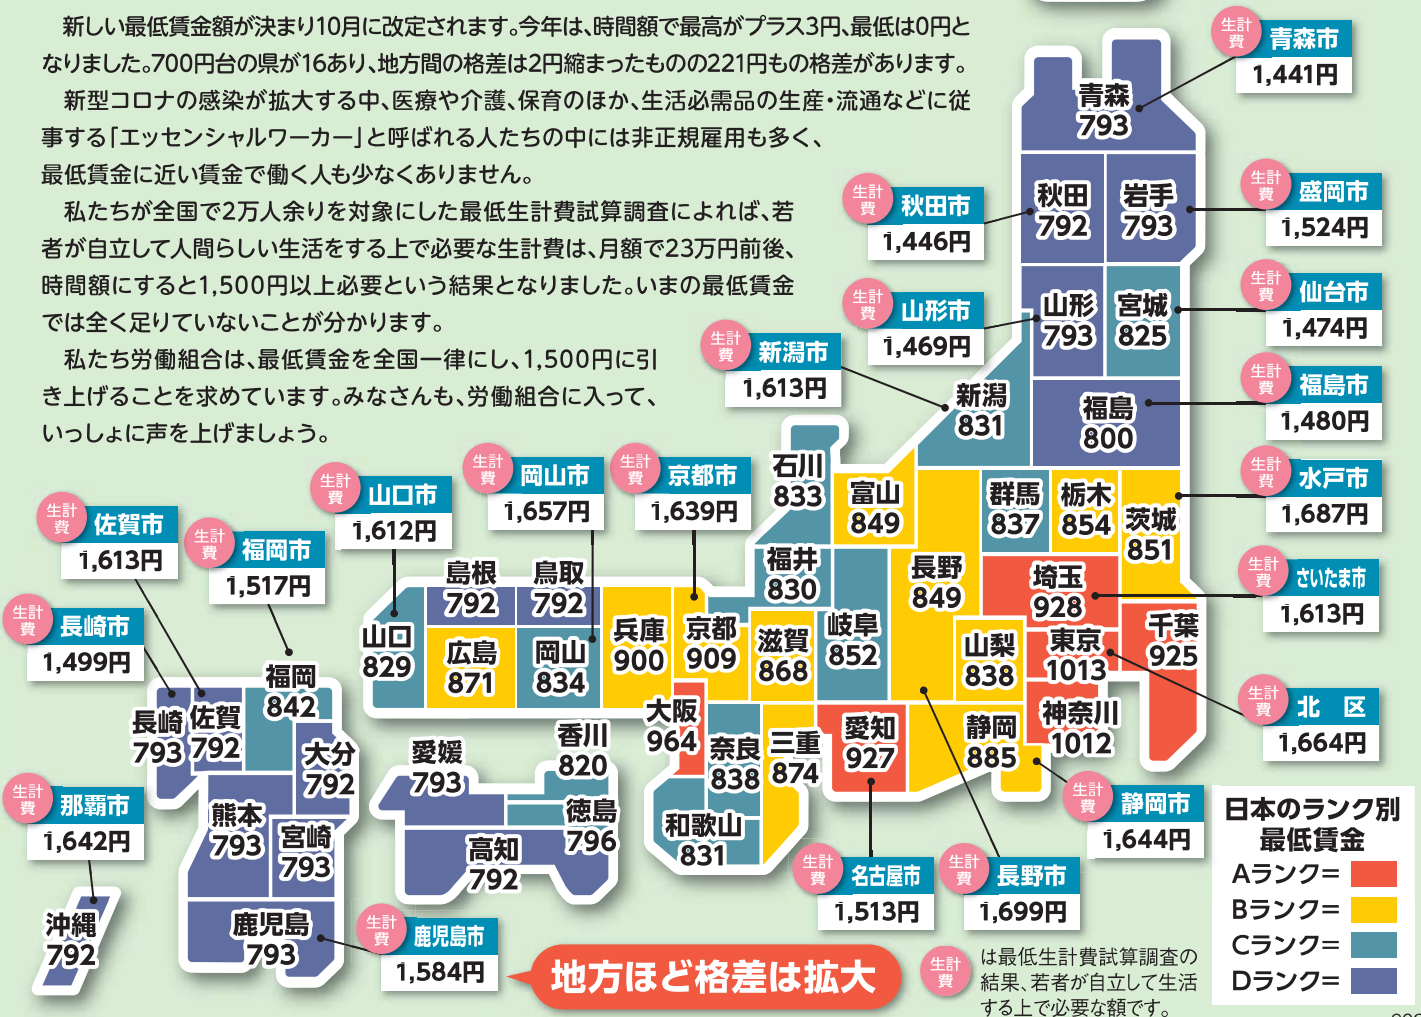 新しい最低賃金額が決まり10月に改定されます。今年は、時間額で最高がプラス3円、最低は0円と
なりました。700円台の県が16あり、地方間の格差は2円縮まったものの221円もの格差があります。
新型コロナの感染が拡大する中、医療や介護、保育のほか、生活必需品の生産・流通などに従
事する「エッセンシャルワーカー」と呼ばれる人たちの中には非正規雇用も多く、
最低賃金に近い賃金で働く人も少なくありません。
私たちが全国で2万人余りを対象にした最低生計費試算調査によれば、若
者が自立して人間らしい生活をする上で必要な生計費は、月額で23万円前後、
時間額にすると1,500円以上必要という結果となりました。いまの最低賃金
では全く足りていないことが分かります。
私たち労働組合は、最低賃金を全国一律にし、1,500円に引
き上げることを求めています。みなさんも、労働組合に入って、
いっしょに声を上げましょう。
生計費 青森市
1,441円
青森
793
生計費 秋田市
1,446円
秋田
792
岩手
793
生計費 盛岡市
1,524円
生計費 山形市
1,469円
山形
793
宮城
825
生計費 仙台市
1,474円
生計費 新潟市
1,613円
新潟
831
福島
800
生計費 福島市
1,480円
生計費 水戸市
1,687円
石川
833
富山
849
群馬
837
栃木
854
茨城
851
福井
830
長野
849
埼玉
928
生計費 さいたま市
1,613円
岐阜
852
山梨
838
東京
1013
千葉
925
生計費 北 区
1,664円
神奈川
1012
静岡
885
生計費 静岡市
1,644円
愛知
927
生計費 名古屋市
1,513円
生計費 長野市
1,699円
生計費 山口市
1,612円
生計費 岡山市
1,657円
生計費 京都市
1,639円
島根
792
鳥取
792
山口
829
広島
871
岡山
834
兵庫
900
京都
909
滋賀
868
大阪
964
奈良
838
三重
874
和歌山
831
香川
820
愛媛
793
徳島
796
高知
792
生計費 佐賀市
1,613円
生計費 福岡市
1,517円
生計費 長崎市
1,499円
福岡
842
長崎
793
佐賀
792
大分
792
熊本
793
宮崎
793
鹿児島
793
生計費 那覇市
1,642円
沖縄
792
生計費 鹿児島市
1,584円
地方ほど格差は拡大
生計費 は最低生計費試算調査の
結果、若者が自立して生活
する上で必要な額です。
日本のランク別
最低賃金
Aランク=
Bランク=
Cランク=
Dランク=